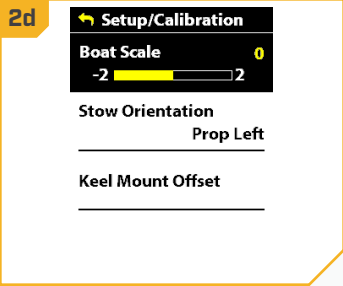 2d
Setup/Calibration
Boat Scale 0
-2 2
Stow Orientation
Prop Left
Keel Mount Offset